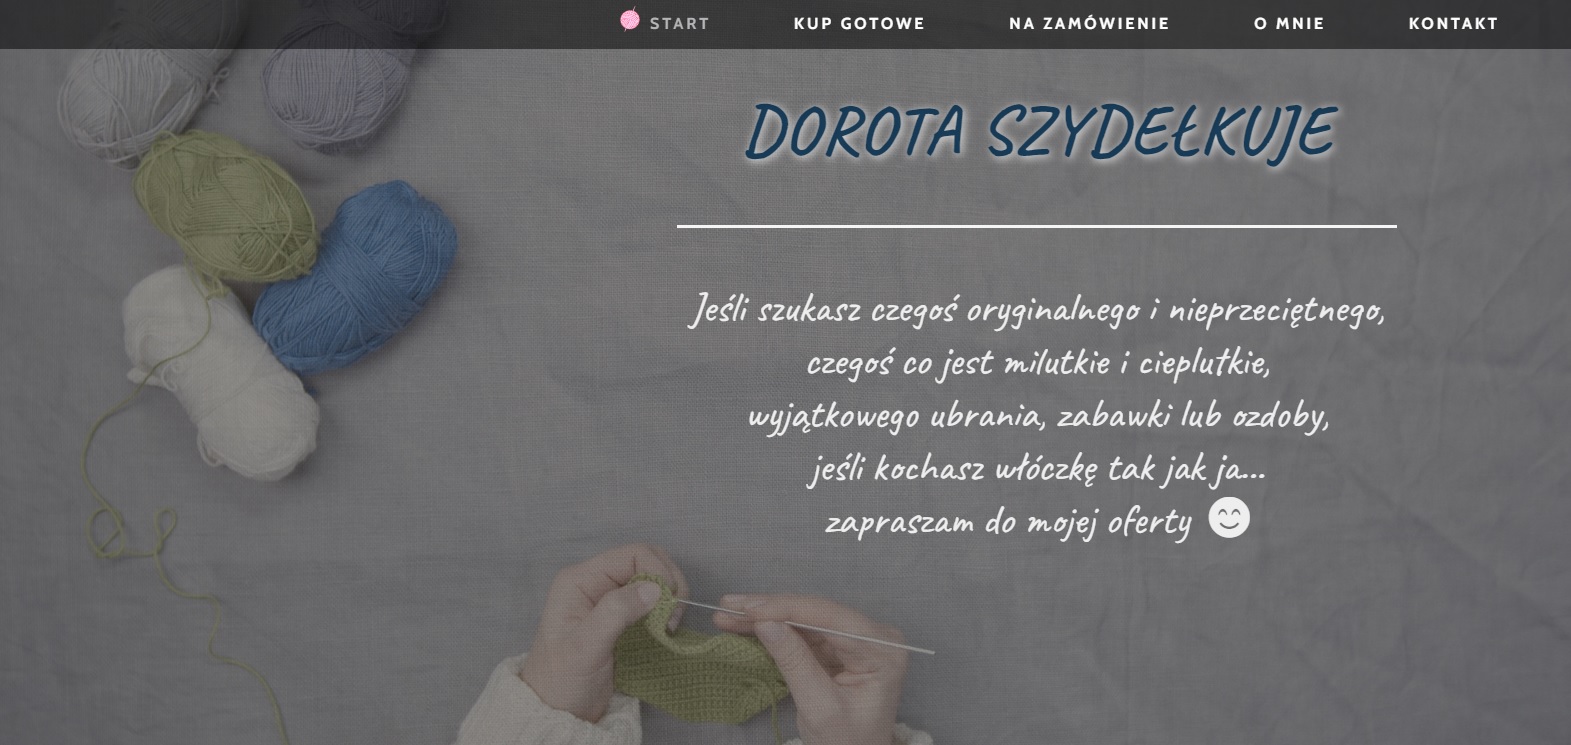 START
KUP GOTOWE
NA ZAMÓWIENIE
O MNIE
KONTAKT
DOROTA SZYDEŁKUJE
Jeśli szukasz czegoś oryginalnego i nieprzeciętnego,
czegoś co jest milutkie i cieplutkie,
wyjątkowego ubrania, zabawki lub ozdoby,
jeśli kochasz włóczkę tak jak ja...
zapraszam do mojej oferty